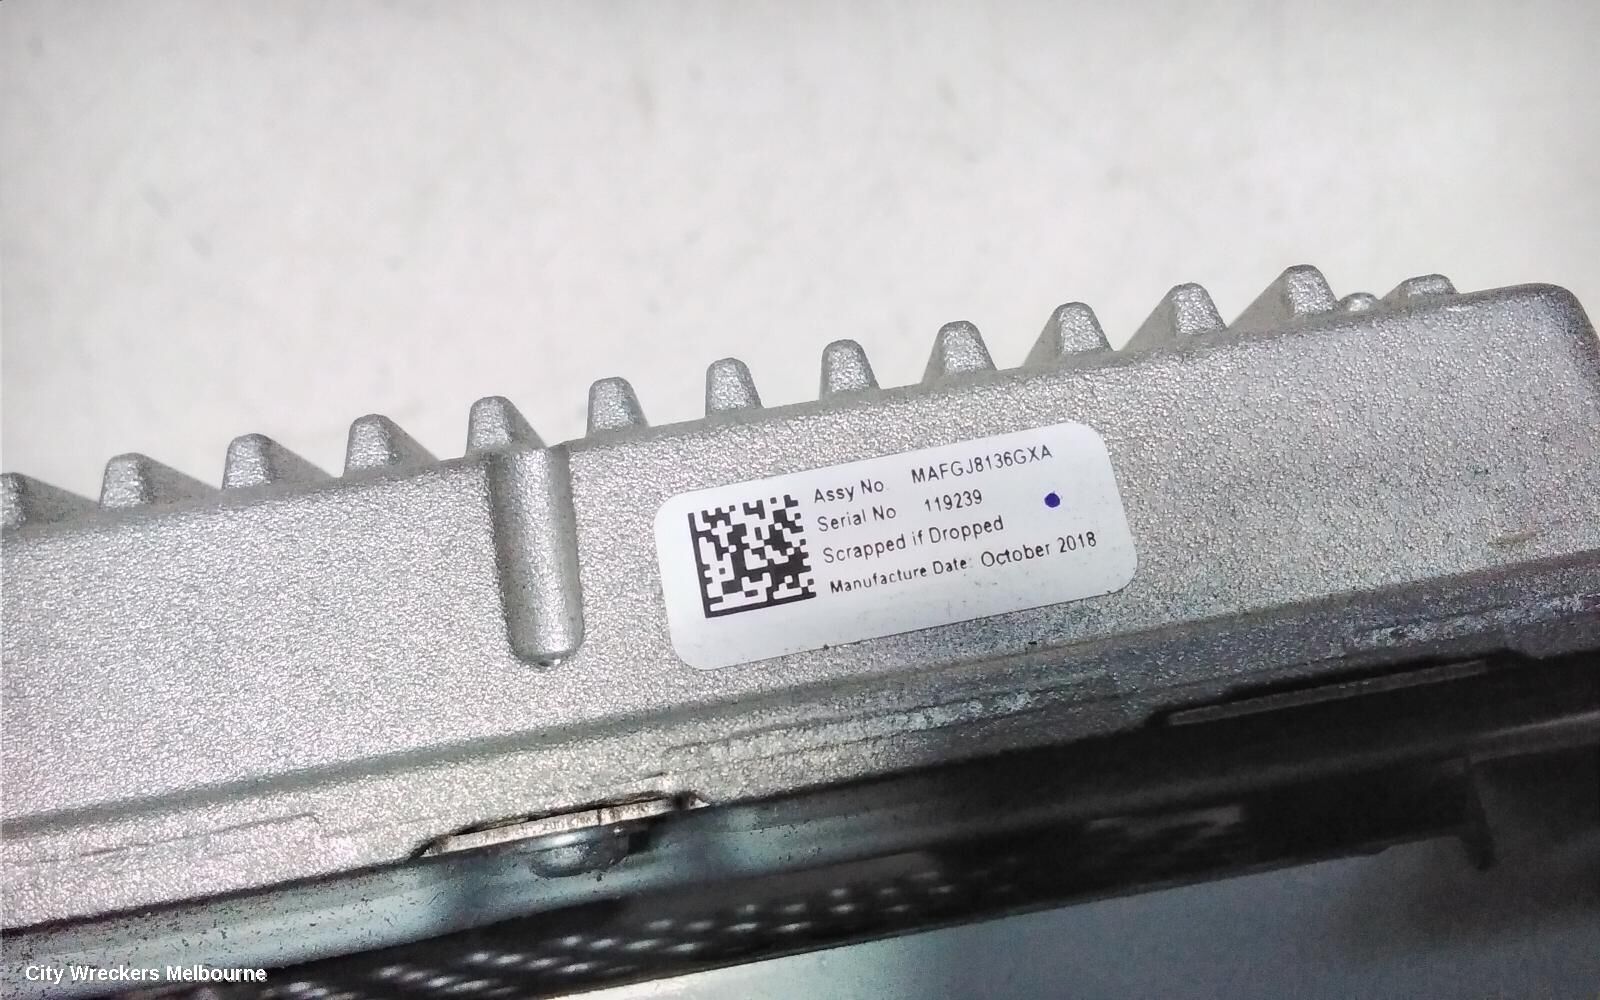 Assy No. MAFGJ8136GXA
Serial No 119239
Scrapped if Dropped
Manufacture Date: October 2018
City Wreckers Melbourne